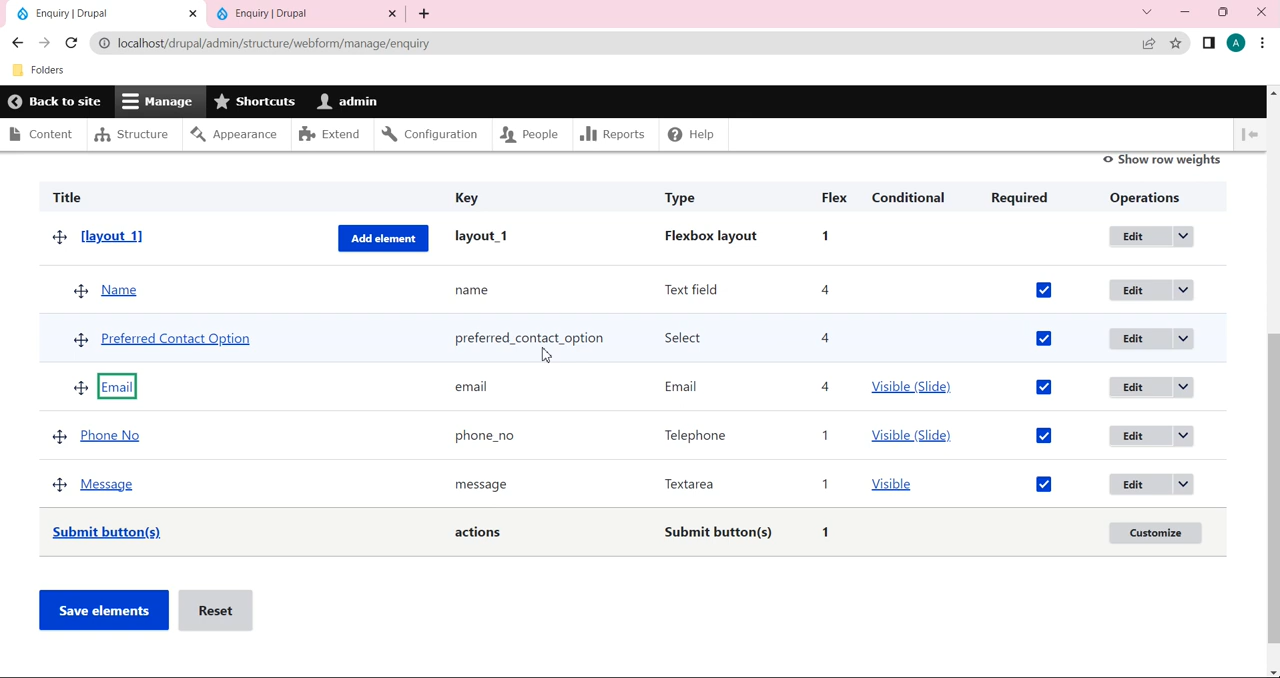 Enquiry | Drupal
Enquiry | Drupal
localhost/drupal/admin/structure/webform/manage/enquiry
A
Folders
Back to site Manage Shortcuts admin
Content Structure Appearance Extend Configuration People Reports Help
Show row weights
Title Key Type Flex Conditional Required Operations
[layout_1] Add element layout_1 Flexbox layout 1 Edit
Name name Text field 4 Edit
Preferred Contact Option preferred_contact_option Select 4 Edit
Email email Email 4 Visible (Slide) Edit
Phone No phone_no Telephone 1 Visible (Slide) Edit
Message message Textarea 1 Visible Edit
Submit button(s) actions Submit button(s) 1 Customize
Save elements Reset